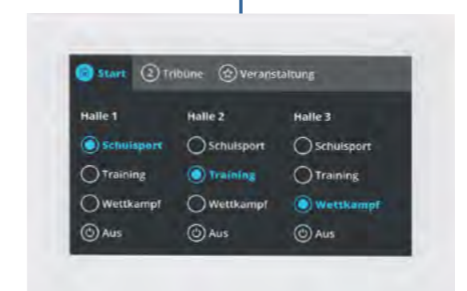 Start 2 Tribüne Veranstaltung
Halle 1 Halle 2 Halle 3
Schulsport Schulsport Schulsport
Training Training Training
Wettkampf Wettkampf Wettkampf
Aus Aus Aus